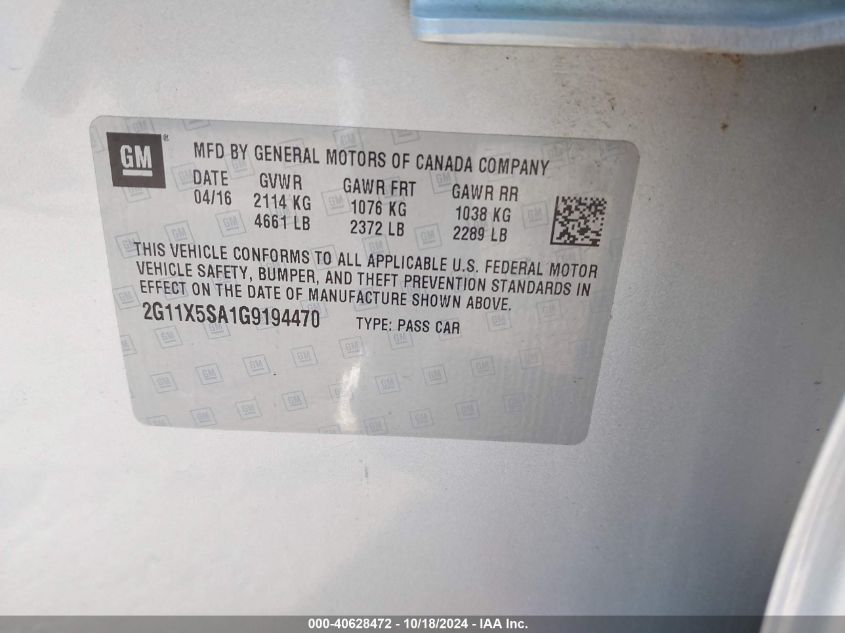 GM ®
MFD BY GENERAL MOTORS OF CANADA COMPANY
DATE GVWR GAWR FRT GAWR RR
04/16 2114 KG 1076 KG 1038 KG
4661 LB 2372 LB 2289 LB
THIS VEHICLE CONFORMS TO ALL APPLICABLE U.S. FEDERAL MOTOR
VEHICLE SAFETY, BUMPER, AND THEFT PREVENTION STANDARDS IN
EFFECT ON THE DATE OF MANUFACTURE SHOWN ABOVE.
2G11X5SA1G9194470 TYPE: PASS CAR
000-40628472 - 10/18/2024 - IAA Inc.